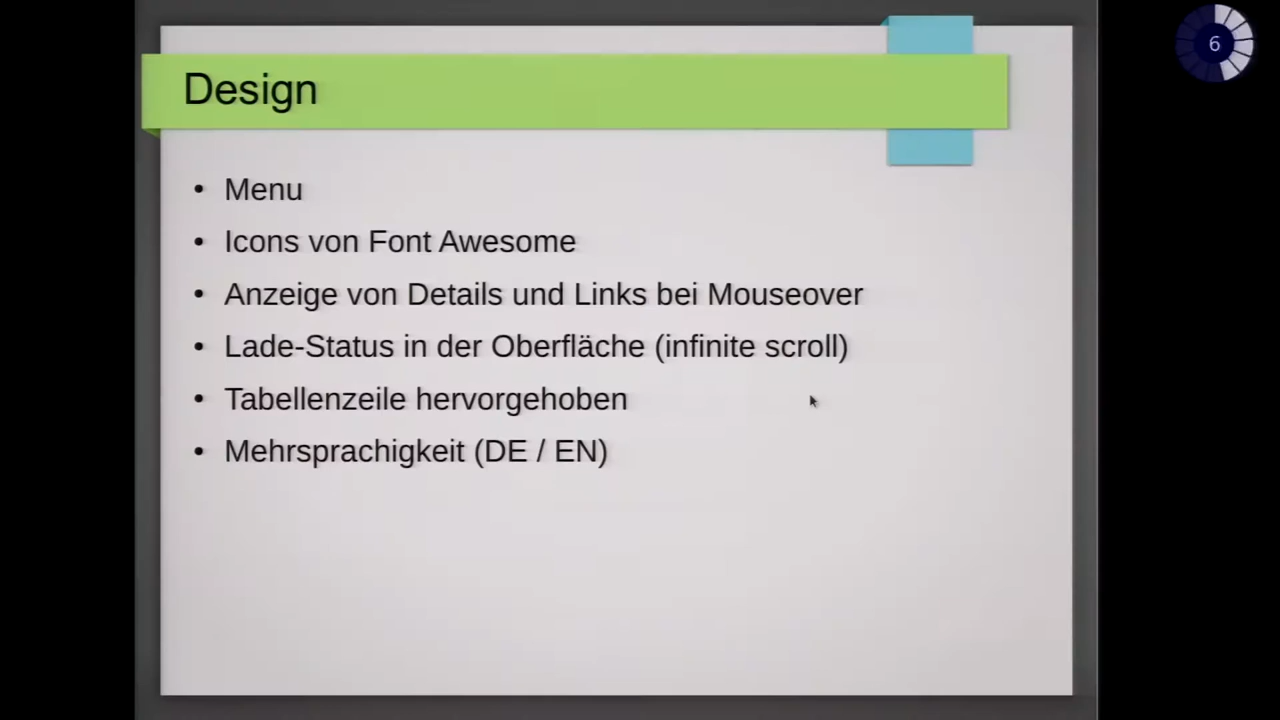 6
Design
• Menu
• Icons von Font Awesome
• Anzeige von Details und Links bei Mouseover
• Lade-Status in der Oberfläche (infinite scroll)
• Tabellenzeile hervorgehoben
• Mehrsprachigkeit (DE / EN)